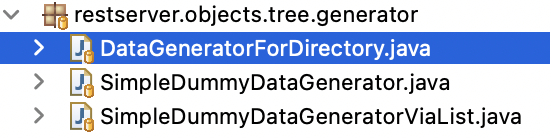 restserver.objects.tree.generator
DataGeneratorForDirectory.java
SimpleDummyDataGenerator.java
SimpleDummyDataGeneratorViaList.java